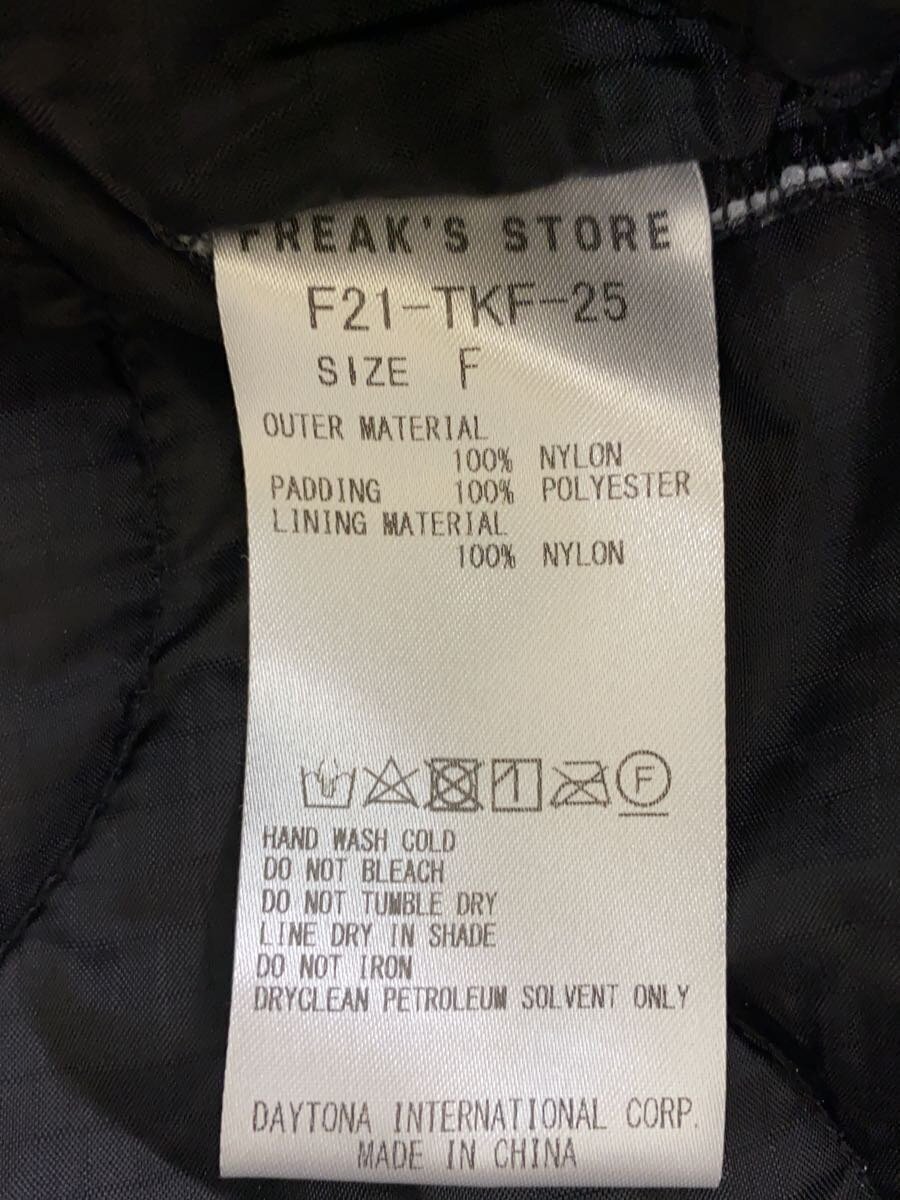 FREAK'S STORE
F21-TKF-25
SIZE F
OUTER MATERIAL
100% NYLON
PADDING 100% POLYESTER
LINING MATERIAL
100% NYLON
F
HAND WASH COLD
DO NOT BLEACH
DO NOT TUMBLE DRY
LINE DRY IN SHADE
DO NOT IRON
DRYCLEAN PETROLEUM SOLVENT ONLY
DAYTONA INTERNATIONAL CORP.
MADE IN CHINA